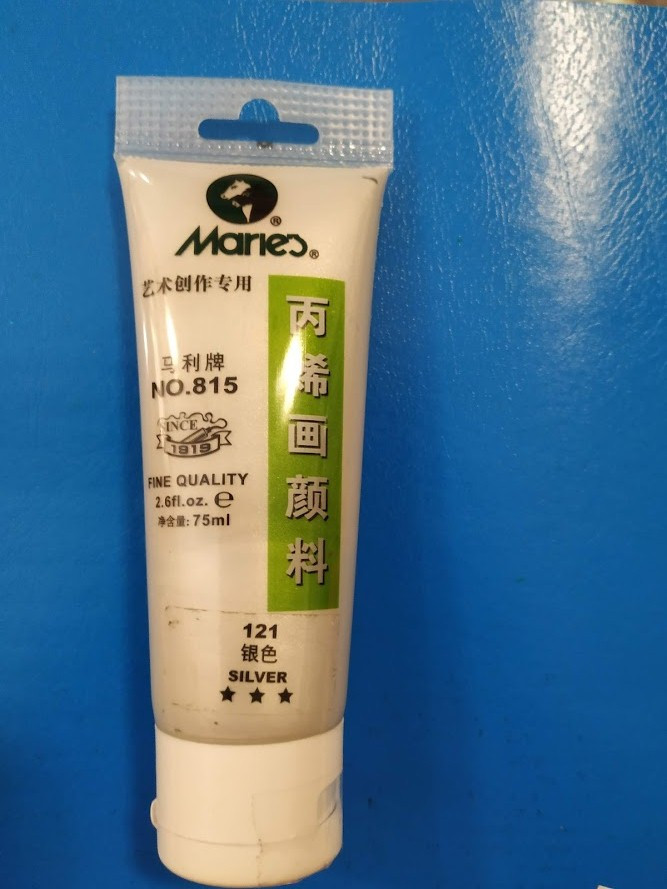 Marie's®
艺术创作专用
丙烯画颜料
马利牌
NO.815
SINCE
1919
FINE QUALITY
2.6fl.oz. ℮
净含量: 75ml
121
银色
SILVER